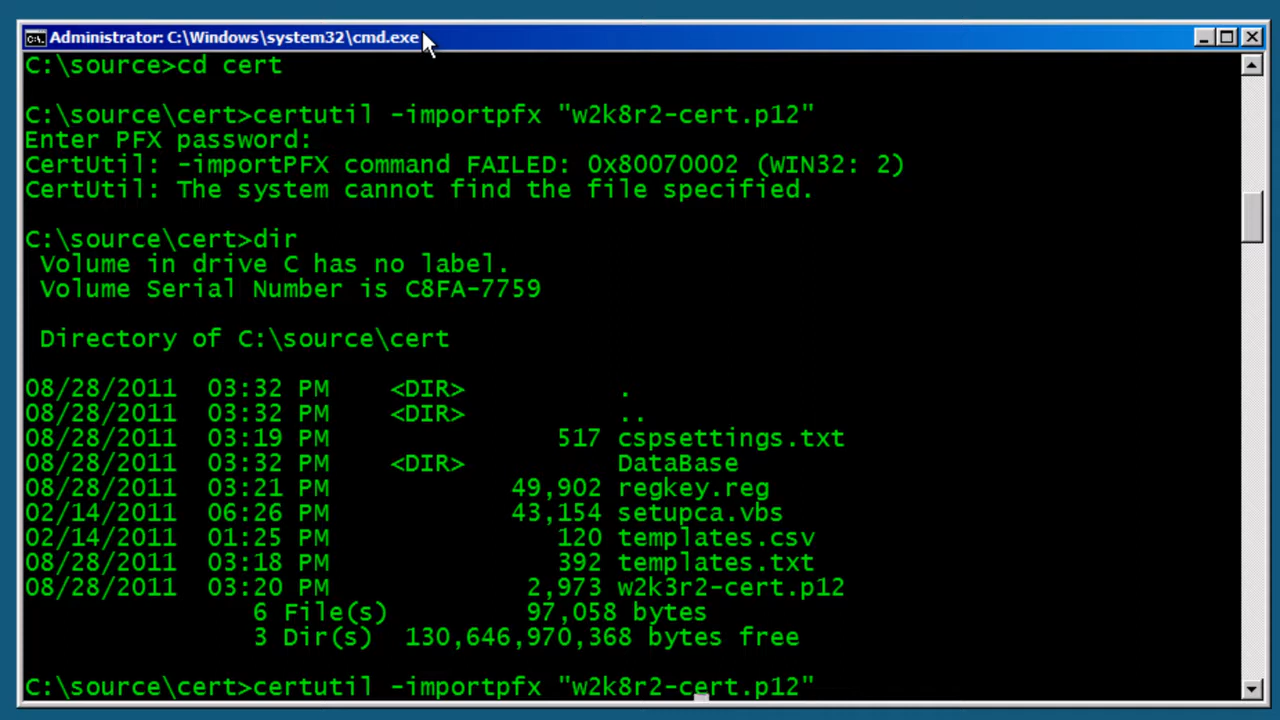 Administrator: C:\Windows\system32\cmd.exe
C:\source>cd cert
C:\source\cert>certutil -importpfx "w2k8r2-cert.p12"
Enter PFX password:
CertUtil: -importPFX command FAILED: 0x80070002 (WIN32: 2)
CertUtil: The system cannot find the file specified.
C:\source\cert>dir
Volume in drive C has no label.
Volume Serial Number is C8FA-7759
Directory of C:\source\cert
08/28/2011 03:32 PM <DIR> .
08/28/2011 03:32 PM <DIR> ..
08/28/2011 03:19 PM 517 cspsettings.txt
08/28/2011 03:32 PM <DIR> DataBase
08/28/2011 03:21 PM 49,902 regkey.reg
02/14/2011 06:26 PM 43,154 setupca.vbs
02/14/2011 01:25 PM 120 templates.csv
08/28/2011 03:18 PM 392 templates.txt
08/28/2011 03:20 PM 2,973 w2k3r2-cert.p12
6 File(s) 97,058 bytes
3 Dir(s) 130,646,970,368 bytes free
C:\source\cert>certutil -importpfx "w2k8r2-cert.p12"